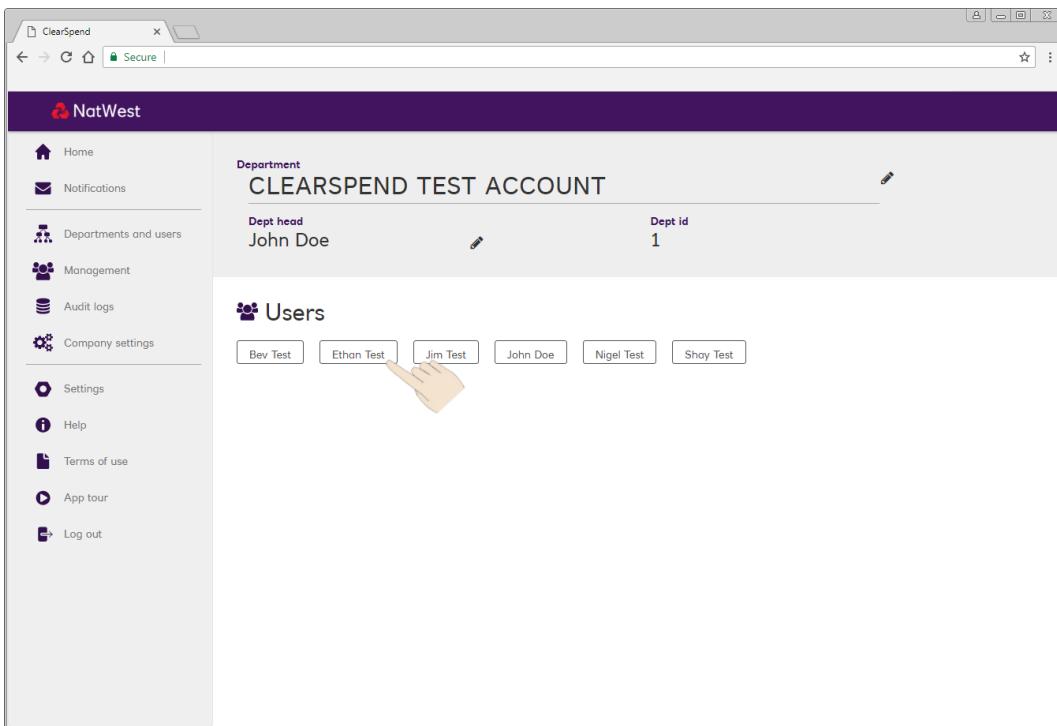 ClearSpend
Secure
NatWest
Home
Notifications
Departments and users
Management
Audit logs
Company settings
Settings
Help
Terms of use
App tour
Log out
Department
CLEARSPEND TEST ACCOUNT
Dept head
Dept id
John Doe
1
Users
Bev Test
Ethan Test
Jim Test
John Doe
Nigel Test
Shay Test